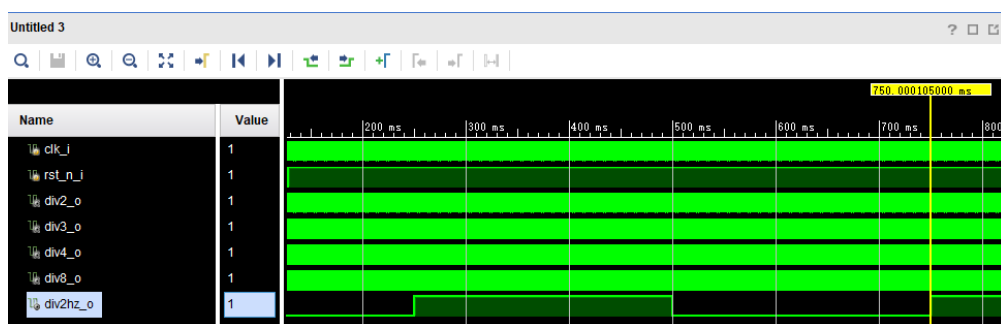 Untitled 3
750.000105000 ms
Name Value
200 ms 300 ms 400 ms 500 ms 600 ms 700 ms 800
clk_i 1
rst_n_i 1
div2_o 1
div3_o 1
div4_o 1
div8_o 1
div2hz_o 1